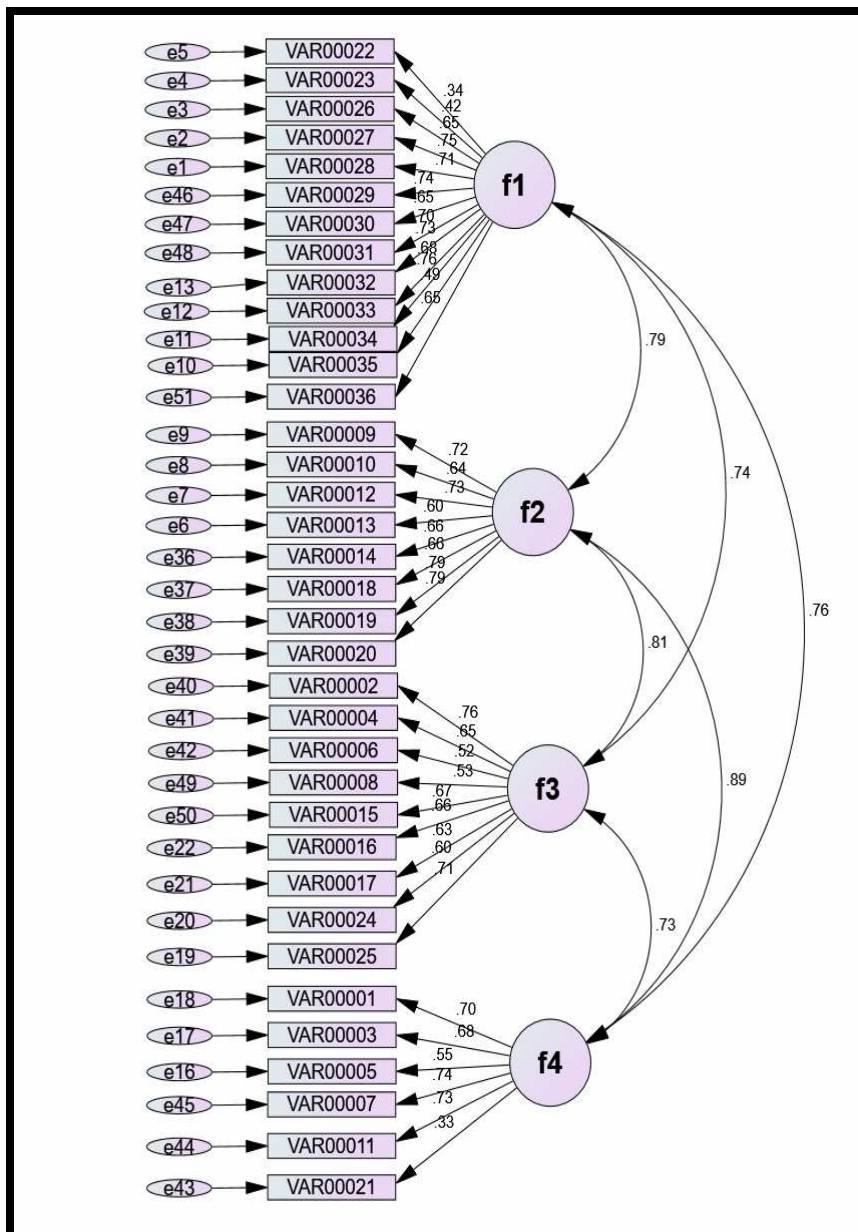 e5 VAR00022
.34
e4 VAR00023
.42
e3 VAR00026
.65
e2 VAR00027
.75
e1 VAR00028
.71
f1
e46 VAR00029
.74
.65
e47 VAR00030
.70
e48 VAR00031
.73
e13 VAR00032
.68
.76
e12 VAR00033
.49
.65
e11 VAR00034
e10 VAR00035
e51 VAR00036
.79
.74
.76
e9 VAR00009
.72
e8 VAR00010
.64
e7 VAR00012
.73
e6 VAR00013
.60
f2
.66
e36 VAR00014
.66
e37 VAR00018
.79
.79
e38 VAR00019
e39 VAR00020
.81
.89
e40 VAR00002
.76
e41 VAR00004
.65
e42 VAR00006
.52
e49 VAR00008
.53
f3
.67
e50 VAR00015
.66
.63
e22 VAR00016
.60
e21 VAR00017
.71
e20 VAR00024
e19 VAR00025
.73
e18 VAR00001
.70
e17 VAR00003
.68
e16 VAR00005
.55
f4
.74
e45 VAR00007
.73
.33
e44 VAR00011
e43 VAR00021